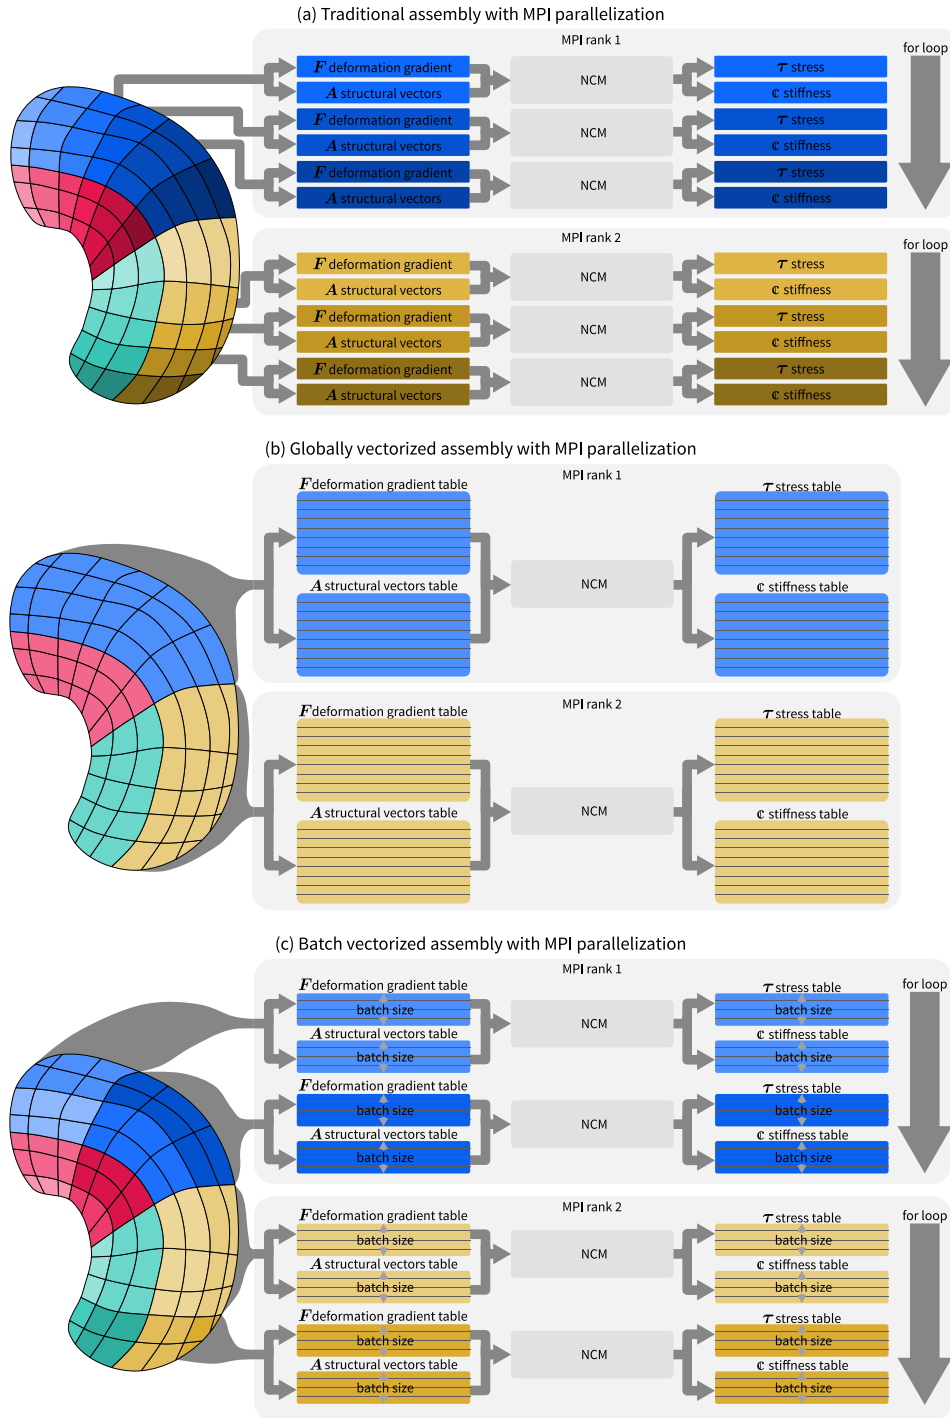 (a) Traditional assembly with MPI parallelization
MPI rank 1
for loop
F deformation gradient
A structural vectors
NCM
τ stress
ℂ stiffness
F deformation gradient
A structural vectors
NCM
τ stress
ℂ stiffness
F deformation gradient
A structural vectors
NCM
τ stress
ℂ stiffness
MPI rank 2
for loop
F deformation gradient
A structural vectors
NCM
τ stress
ℂ stiffness
F deformation gradient
A structural vectors
NCM
τ stress
ℂ stiffness
F deformation gradient
A structural vectors
NCM
τ stress
ℂ stiffness
(b) Globally vectorized assembly with MPI parallelization
MPI rank 1
F deformation gradient table
A structural vectors table
NCM
τ stress table
ℂ stiffness table
MPI rank 2
F deformation gradient table
A structural vectors table
NCM
τ stress table
ℂ stiffness table
(c) Batch vectorized assembly with MPI parallelization
MPI rank 1
for loop
F deformation gradient table
batch size
A structural vectors table
batch size
NCM
τ stress table
batch size
ℂ stiffness table
batch size
F deformation gradient table
batch size
A structural vectors table
batch size
NCM
τ stress table
batch size
ℂ stiffness table
batch size
MPI rank 2
for loop
F deformation gradient table
batch size
A structural vectors table
batch size
NCM
τ stress table
batch size
ℂ stiffness table
batch size
F deformation gradient table
batch size
A structural vectors table
batch size
NCM
τ stress table
batch size
ℂ stiffness table
batch size